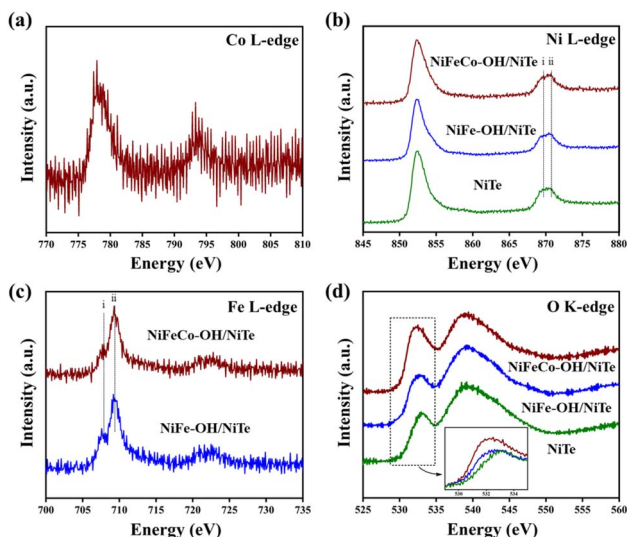 (a)
Co L-edge
Intensity (a.u.)
770 775 780 785 790 795 800 805 810
Energy (eV)
(b)
Ni L-edge
NiFeCo-OH/NiTe
i ii
NiFe-OH/NiTe
NiTe
Intensity (a.u.)
845 850 855 860 865 870 875 880
Energy (eV)
(c)
Fe L-edge
i ii
NiFeCo-OH/NiTe
NiFe-OH/NiTe
Intensity (a.u.)
700 705 710 715 720 725 730 735
Energy (eV)
(d)
O K-edge
NiFeCo-OH/NiTe
NiFe-OH/NiTe
NiTe
530 532 534
Intensity (a.u.)
525 530 535 540 545 550 555 560
Energy (eV)